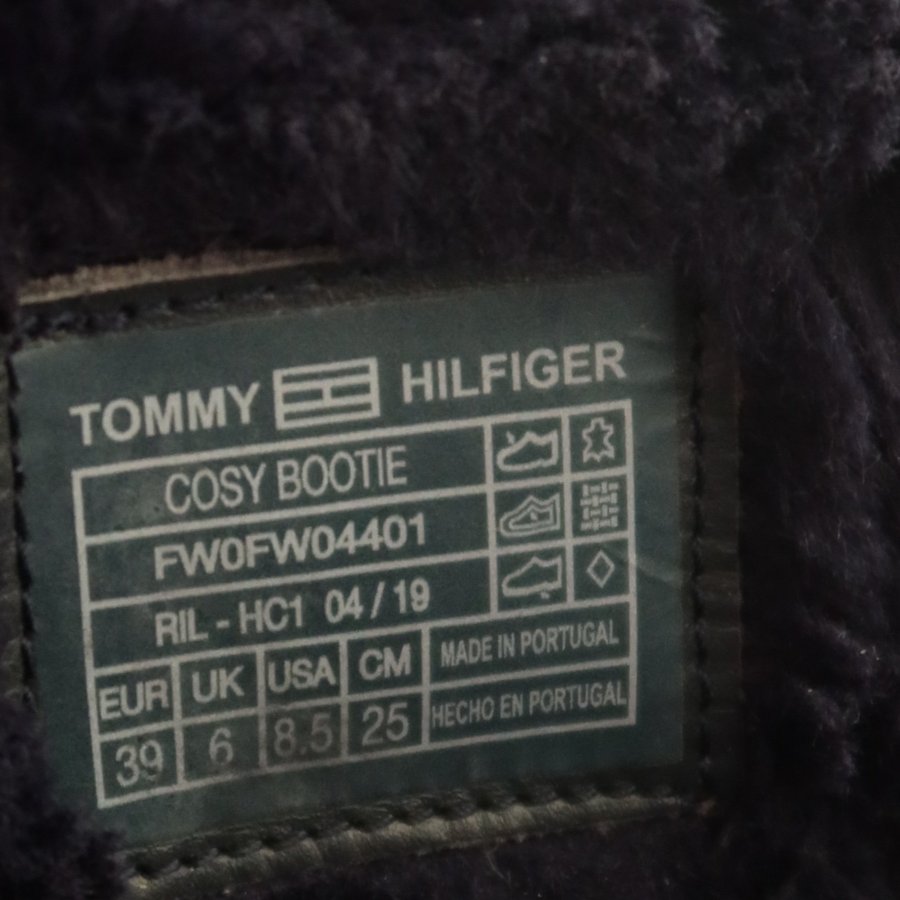 TOMMY HILFIGER
COSY BOOTIE
FW0FW04401
RIL - HC1 04 / 19
EUR UK USA CM MADE IN PORTUGAL
39 6 8.5 25 HECHO EN PORTUGAL